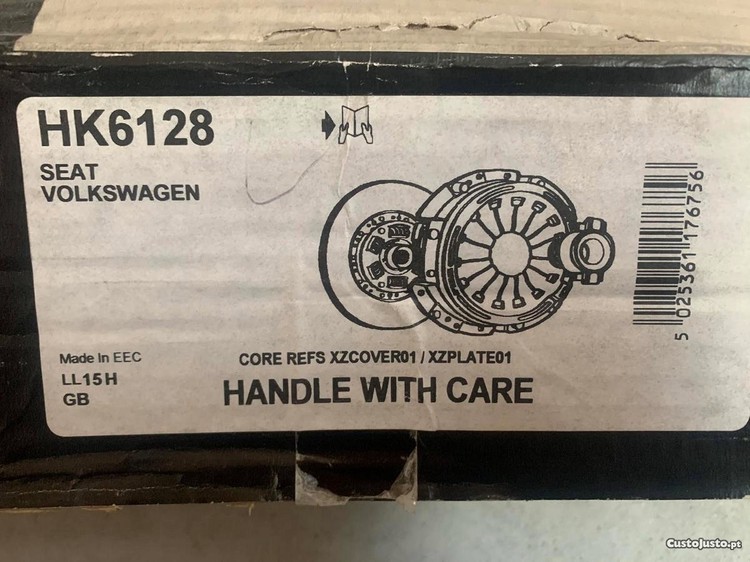 HK6128
SEAT
VOLKSWAGEN
5 025361 176756
Made In EEC
LL15H
GB
CORE REFS XZCOVER01 / XZPLATE01
HANDLE WITH CARE
CustoJusto.pt